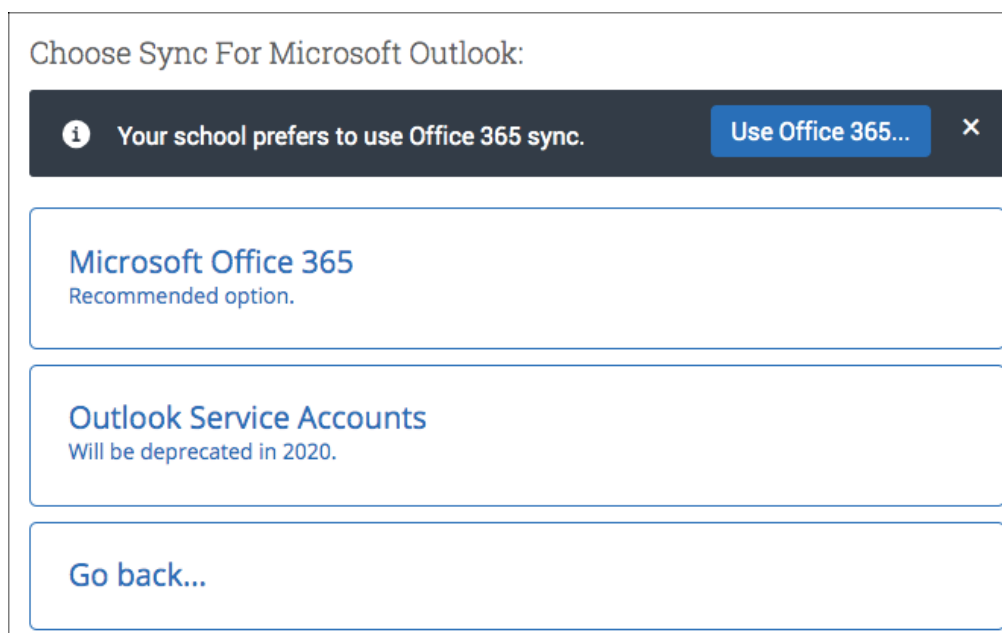 Choose Sync For Microsoft Outlook:
Your school prefers to use Office 365 sync.
Use Office 365...
Microsoft Office 365
Recommended option.
Outlook Service Accounts
Will be deprecated in 2020.
Go back...